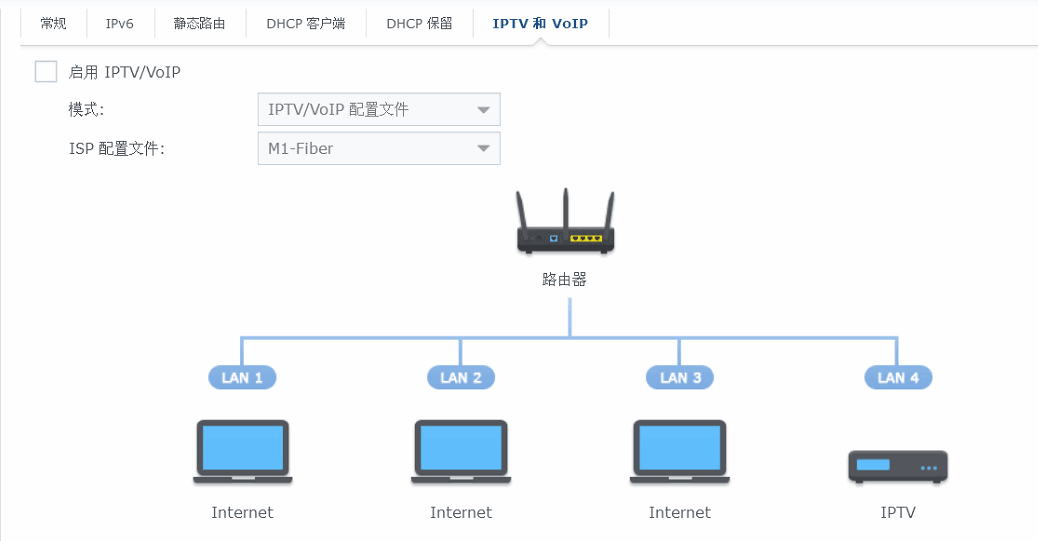 常规 IPv6 静态路由 DHCP 客户端 DHCP 保留 IPTV 和 VoIP
启用 IPTV/VoIP
模式: IPTV/VoIP 配置文件
ISP 配置文件: M1-Fiber
路由器
LAN 1 LAN 2 LAN 3 LAN 4
Internet Internet Internet IPTV